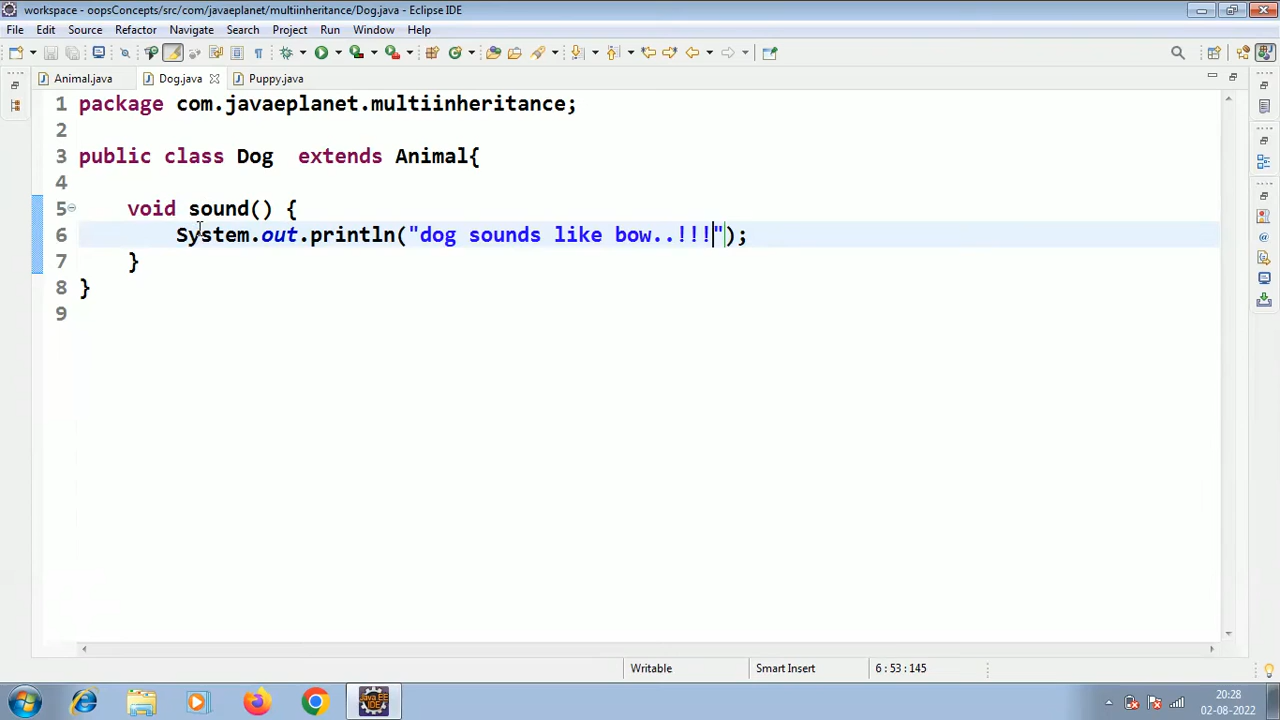 workspace - oopsConcepts/src/com/javaeplanet/multiinheritance/Dog.java - Eclipse IDE
File Edit Source Refactor Navigate Search Project Run Window Help
Animal.java Dog.java Puppy.java
1 package com.javaeplanet.multiinheritance;
2
3 public class Dog  extends Animal{
4
5     void sound() {
6         System.out.println("dog sounds like bow..!!!");
7     }
8 }
9
Writable Smart Insert 6 : 53 : 145
Java EE
IDE
20:28
02-08-2022